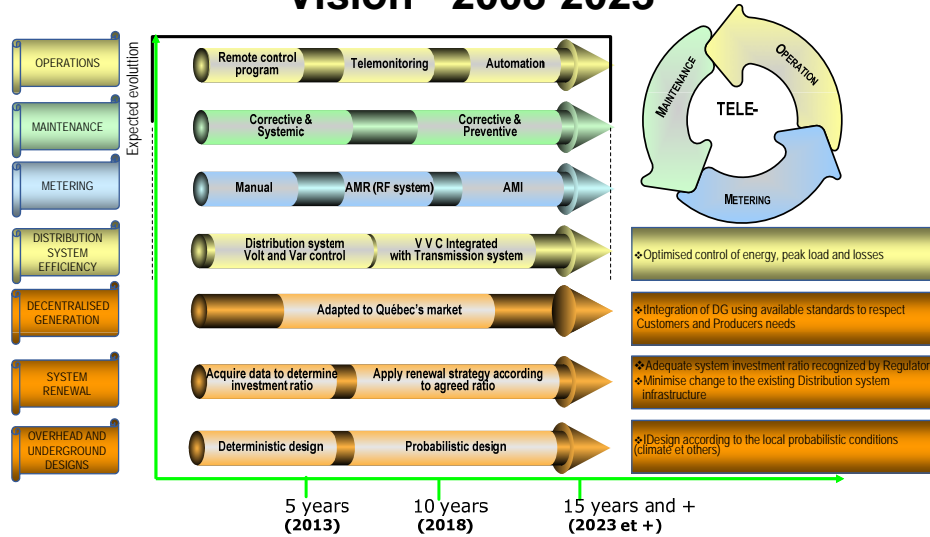 Vision 2008-2023
OPERATIONS
MAINTENANCE
METERING
DISTRIBUTION
SYSTEM
EFFICIENCY
DECENTRALISED
GENERATION
SYSTEM
RENEWAL
OVERHEAD AND
UNDERGROUND
DESIGNS
Expected evolution
Remote control
program
Telemonitoring
Automation
Corrective &
Systemic
Corrective &
Preventive
Manual
AMR (RF system)
AMI
Distribution system
Volt and Var control
V V C Integrated
with Transmission system
Adapted to Québec's market
Acquire data to determine
investment ratio
Apply renewal strategy according
to agreed ratio
Deterministic design
Probabilistic design
5 years
(2013)
10 years
(2018)
15 years and +
(2023 et +)
MAINTENANCE
OPERATION
TELE-
METERING
❖Optimised control of energy, peak load and losses
❖IIntegration of DG using available standards to respect
Customers and Producers needs
❖Adequate system investment ratio recognized by Regulator
❖Minimise change to the existing Distribution system
infrastructure
❖IDesign according to the local probabilistic conditions
(climate et others)